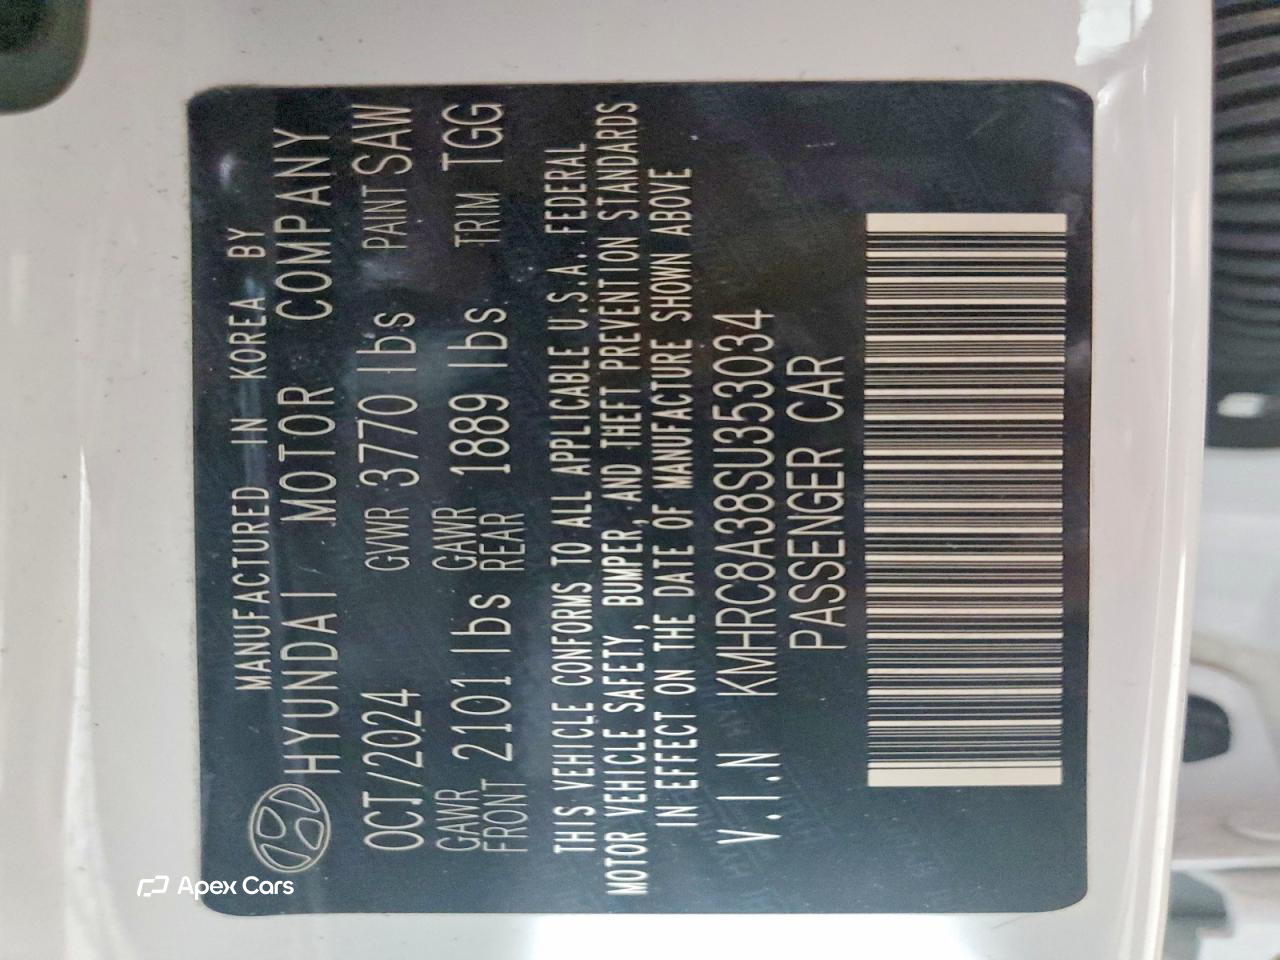 MANUFACTURED IN KOREA BY
HYUNDAI MOTOR COMPANY
OCT/2024 GVWR 3770 lbs PAINT SAW
GAWR FRONT 2101 lbs GAWR REAR 1889 lbs TRIM TGG
THIS VEHICLE CONFORMS TO ALL APPLICABLE U.S.A. FEDERAL
MOTOR VEHICLE SAFETY, BUMPER, AND THEFT PREVENTION STANDARDS
IN EFFECT ON THE DATE OF MANUFACTURE SHOWN ABOVE
V.I.N KMHRC8A38SU353034
PASSENGER CAR
Apex Cars